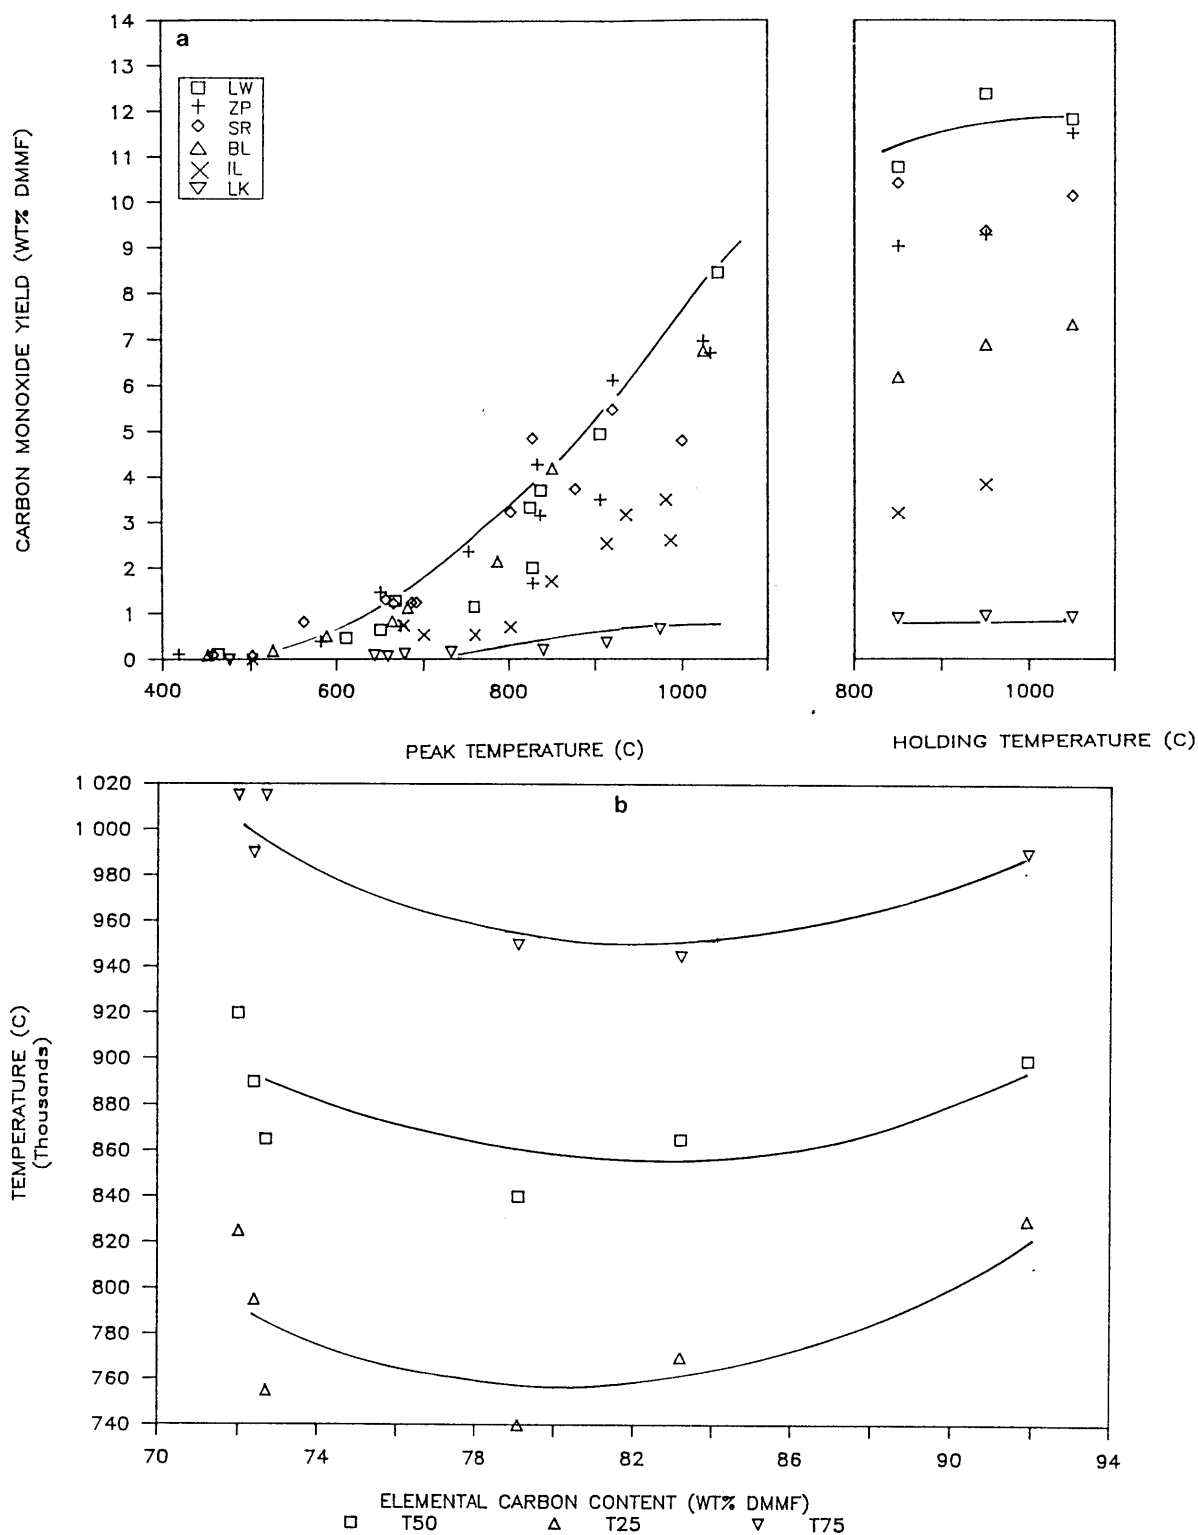 14
a
13
12
11
10
9
8
7
6
5
4
3
2
1
0
LW
ZP
SR
BL
IL
LK
CARBON MONOXIDE YIELD (WT% DMMF)
400 600 800 1000
PEAK TEMPERATURE (C)
800 1000
HOLDING TEMPERATURE (C)
b
1 020
1 000
980
960
940
920
900
880
860
840
820
800
780
760
740
TEMPERATURE (C)
(Thousands)
70 74 78 82 86 90 94
ELEMENTAL CARBON CONTENT (WT% DMMF)
T50 T25 T75